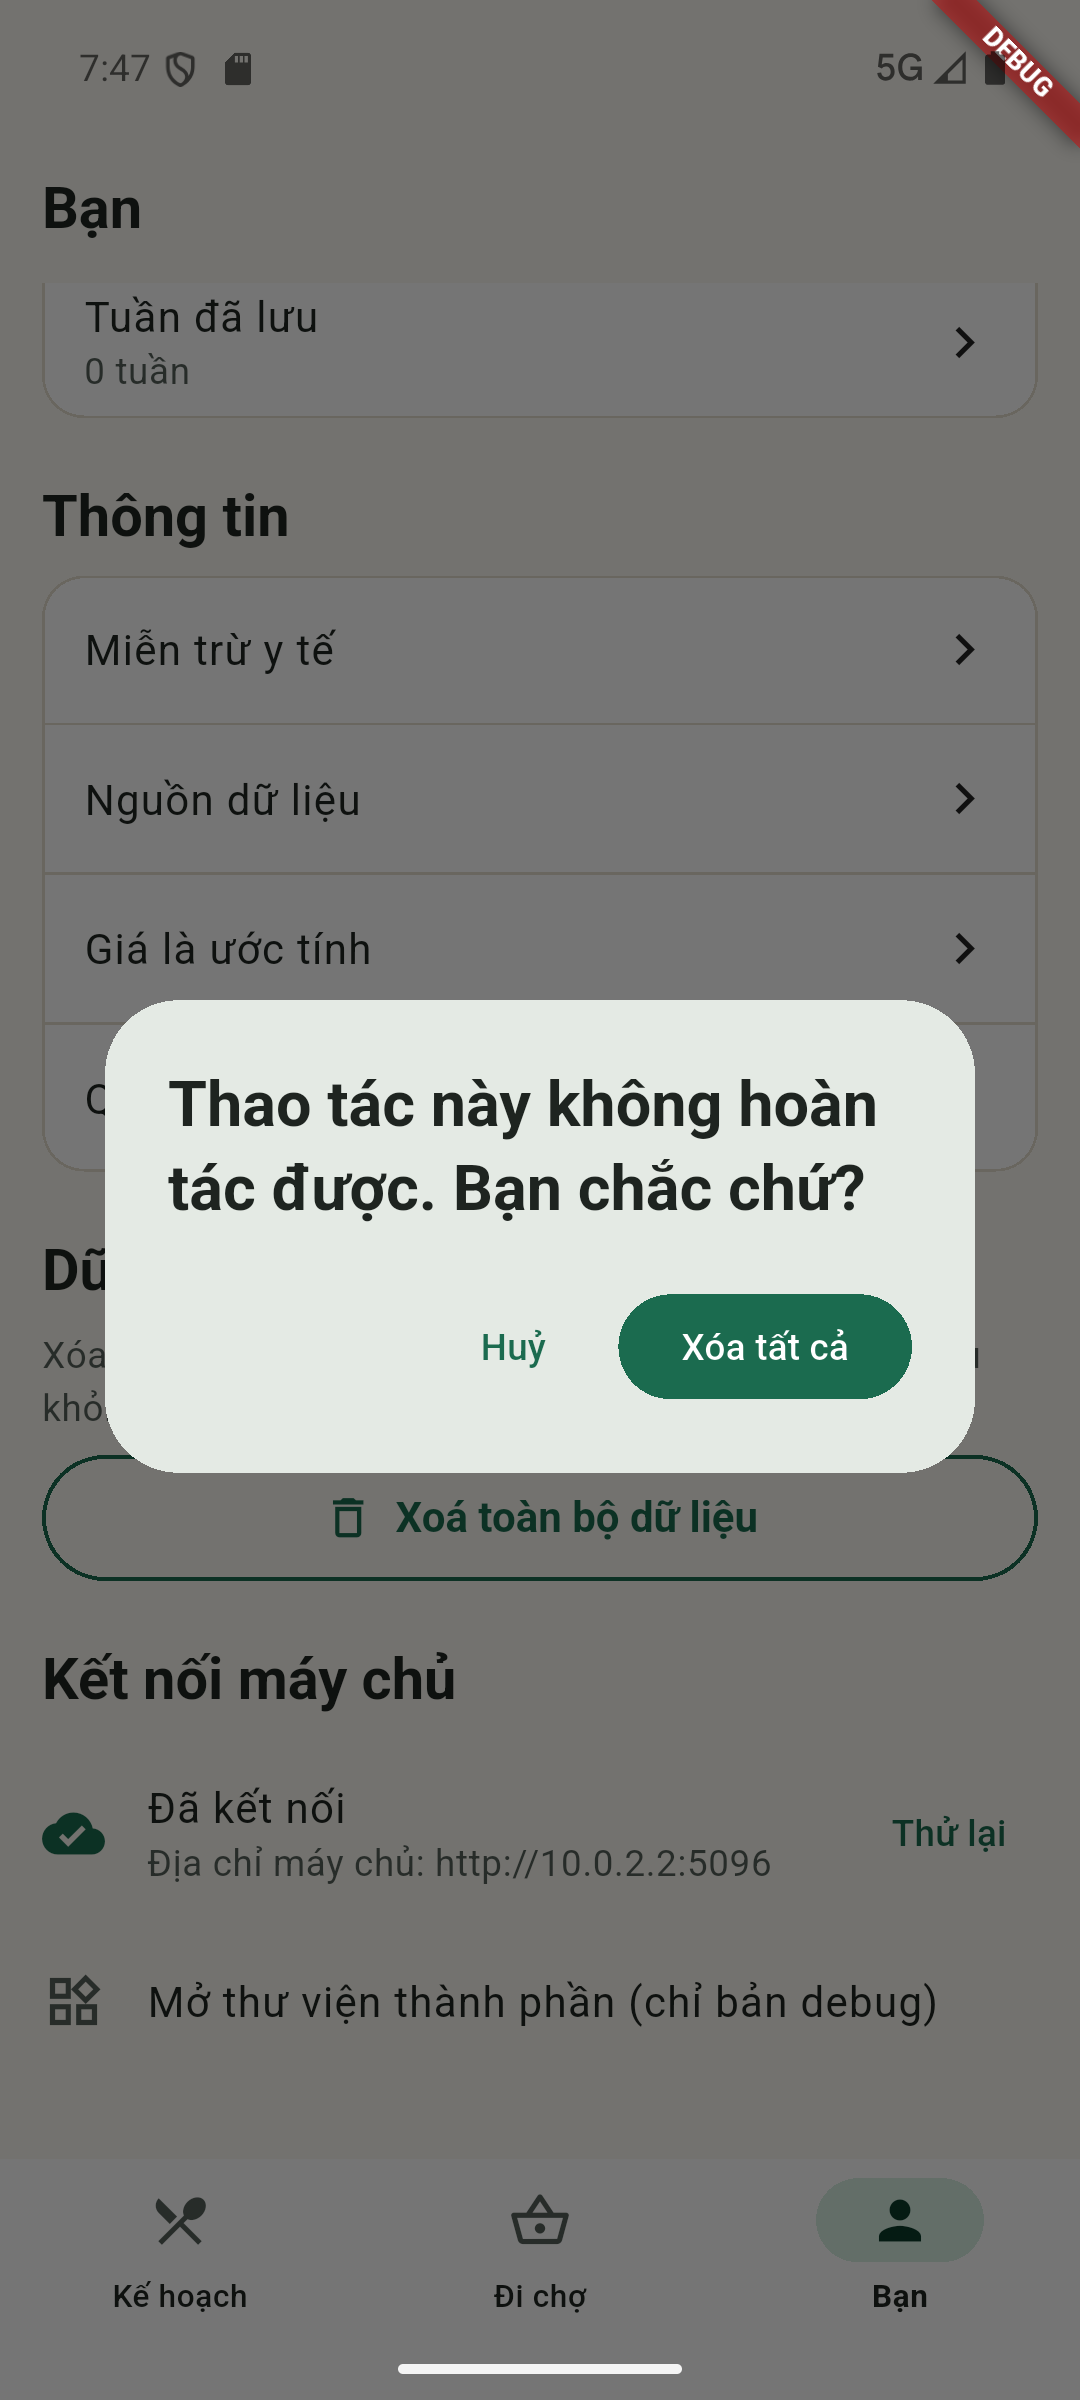 7:47
5G
DEBUG
Bạn
Tuần đã lưu
0 tuần
Thông tin
Miễn trừ y tế
Nguồn dữ liệu
Giá là ước tính
Thao tác này không hoàn
tác được. Bạn chắc chứ?
Huỷ
Xóa tất cả
Dữ
Xóa
khỏ
Xoá toàn bộ dữ liệu
Kết nối máy chủ
Đã kết nối
Địa chỉ máy chủ: http://10.0.2.2:5096
Thử lại
Mở thư viện thành phần (chỉ bản debug)
Kế hoạch
Đi chợ
Bạn